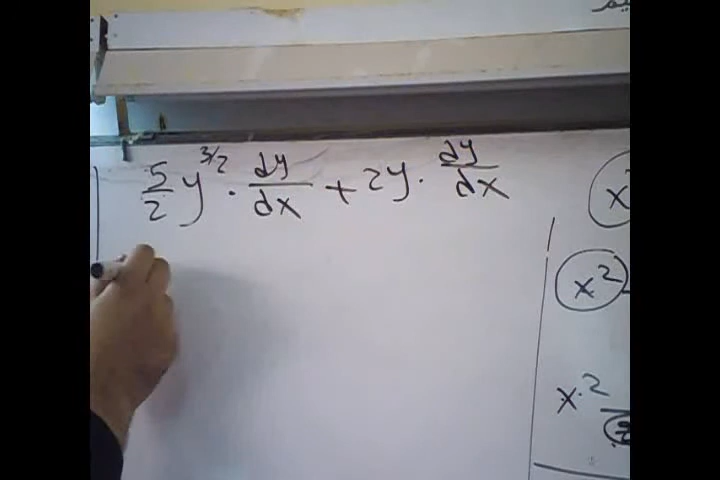 5/2 y^3/2 · dy/dx + 2y · dy/dx
x
x²
x²